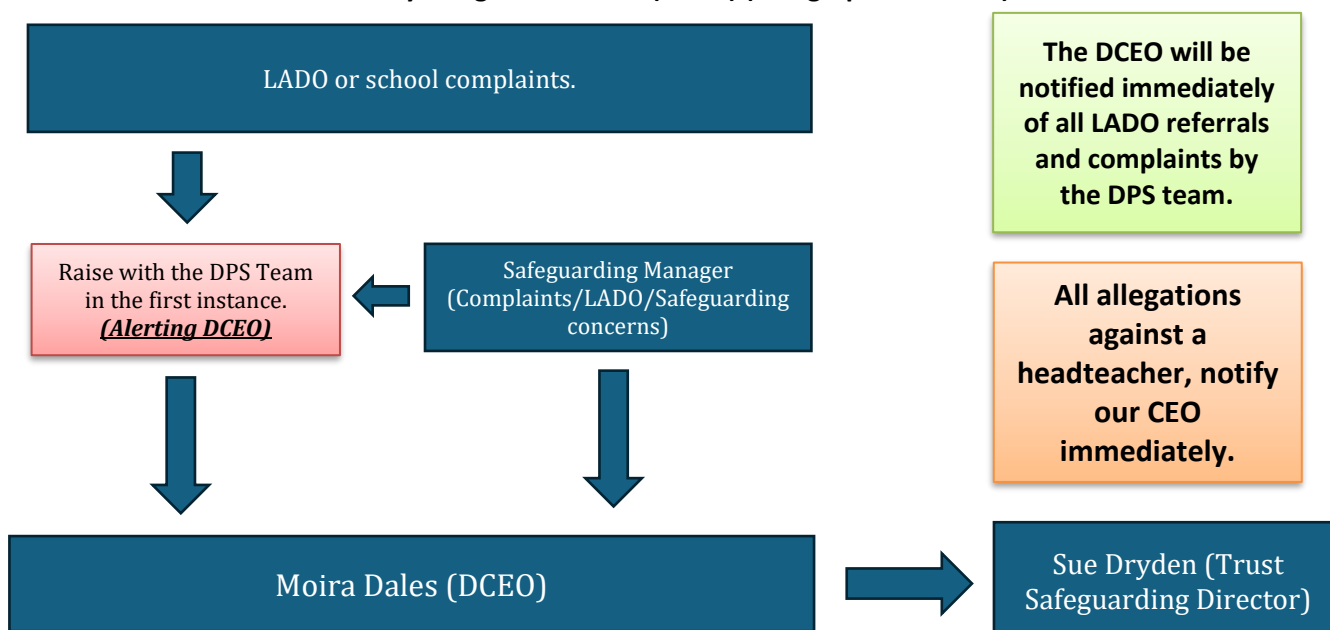 LADO or school complaints.
The DCEO will be
notified immediately
of all LADO referrals
and complaints by
the DPS team.
Raise with the DPS Team
in the first instance.
(Alerting DCEO)
Safeguarding Manager
(Complaints/LADO/Safeguarding
concerns)
All allegations
against a
headteacher, notify
our CEO
immediately.
Moira Dales (DCEO)
Sue Dryden (Trust
Safeguarding Director)